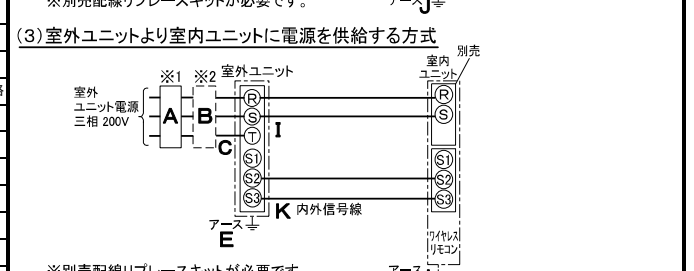 ※別売配線リプレースキットが必要です。
アース J
(3)室外ユニットより室内ユニットに電源を供給する方式
別売
※1
※2
室外ユニット
室内
ユニット
室外
ユニット電源
三相 200V
A
B
C
R
S
T
S1
S2
S3
I
R
S
S1
S2
S3
K 内外信号線
アース
E
ワイヤレス
リモコン
※別売配線リプレースキットが必要です
アース